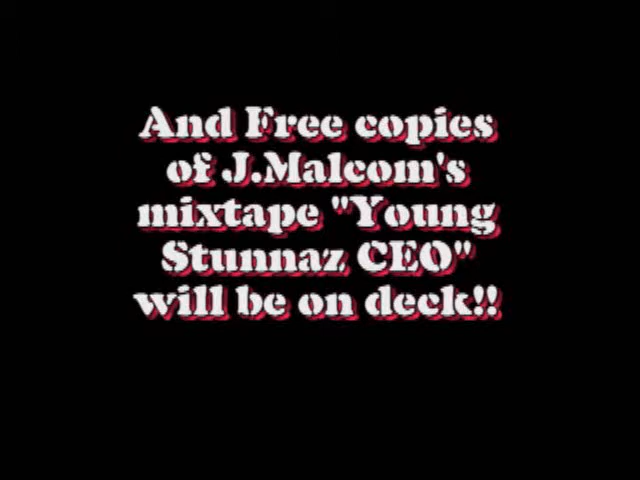 And Free copies
of J.Malcom's
mixtape "Young
Stunnaz CEO"
will be on deck!!